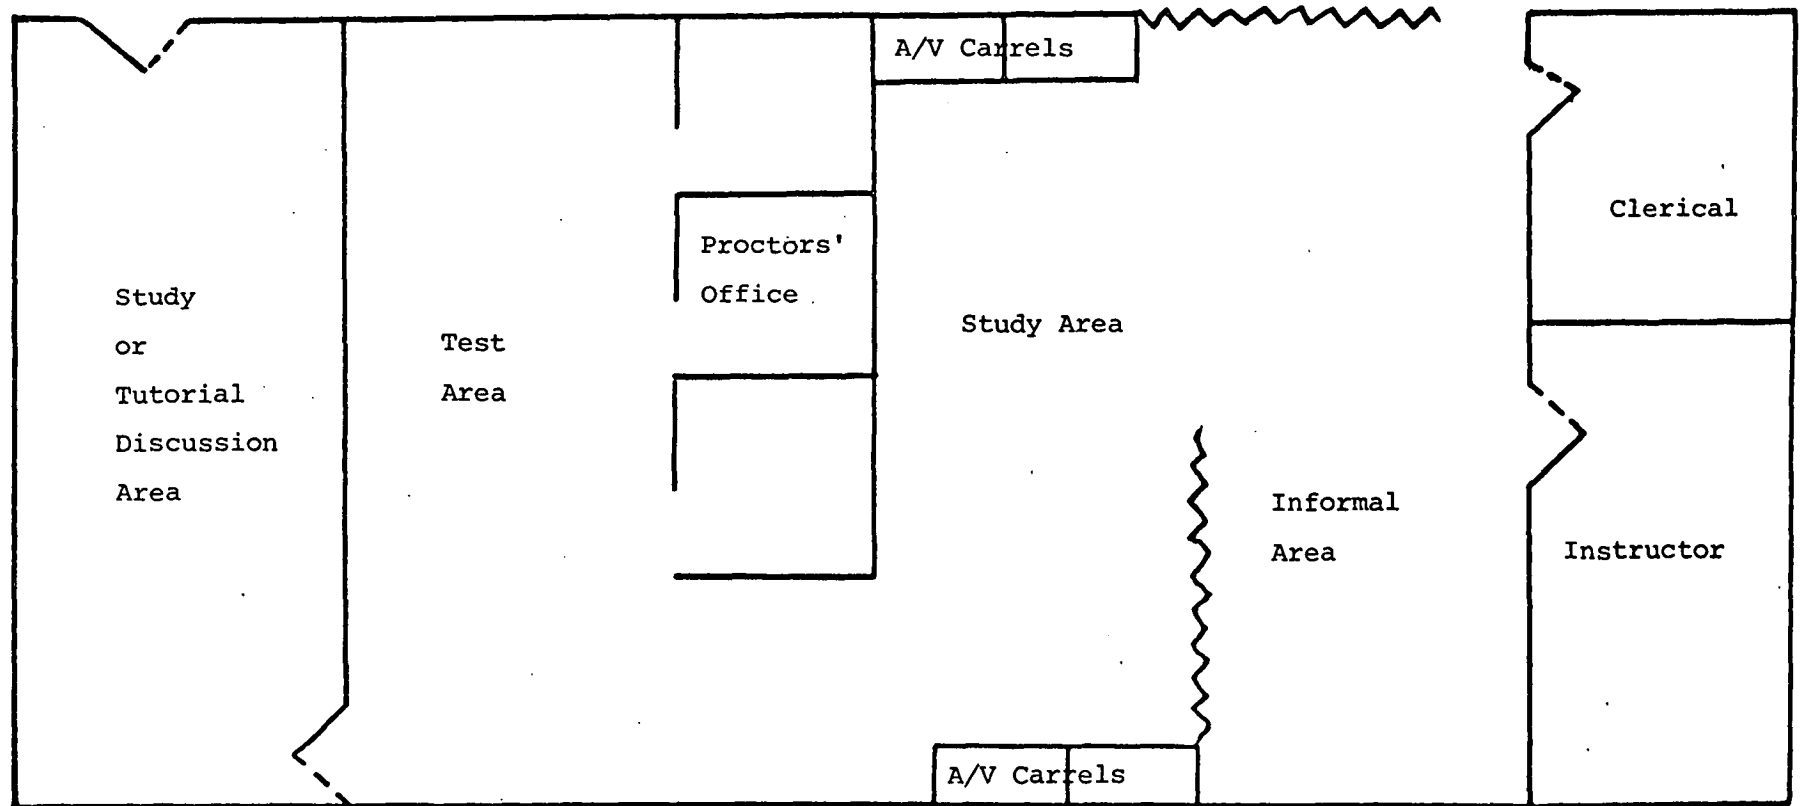 A/V Carrels
Clerical
Proctors'
Office
Study
or
Tutorial
Discussion
Area
Test
Area
Study Area
Informal
Area
Instructor
A/V Carrels